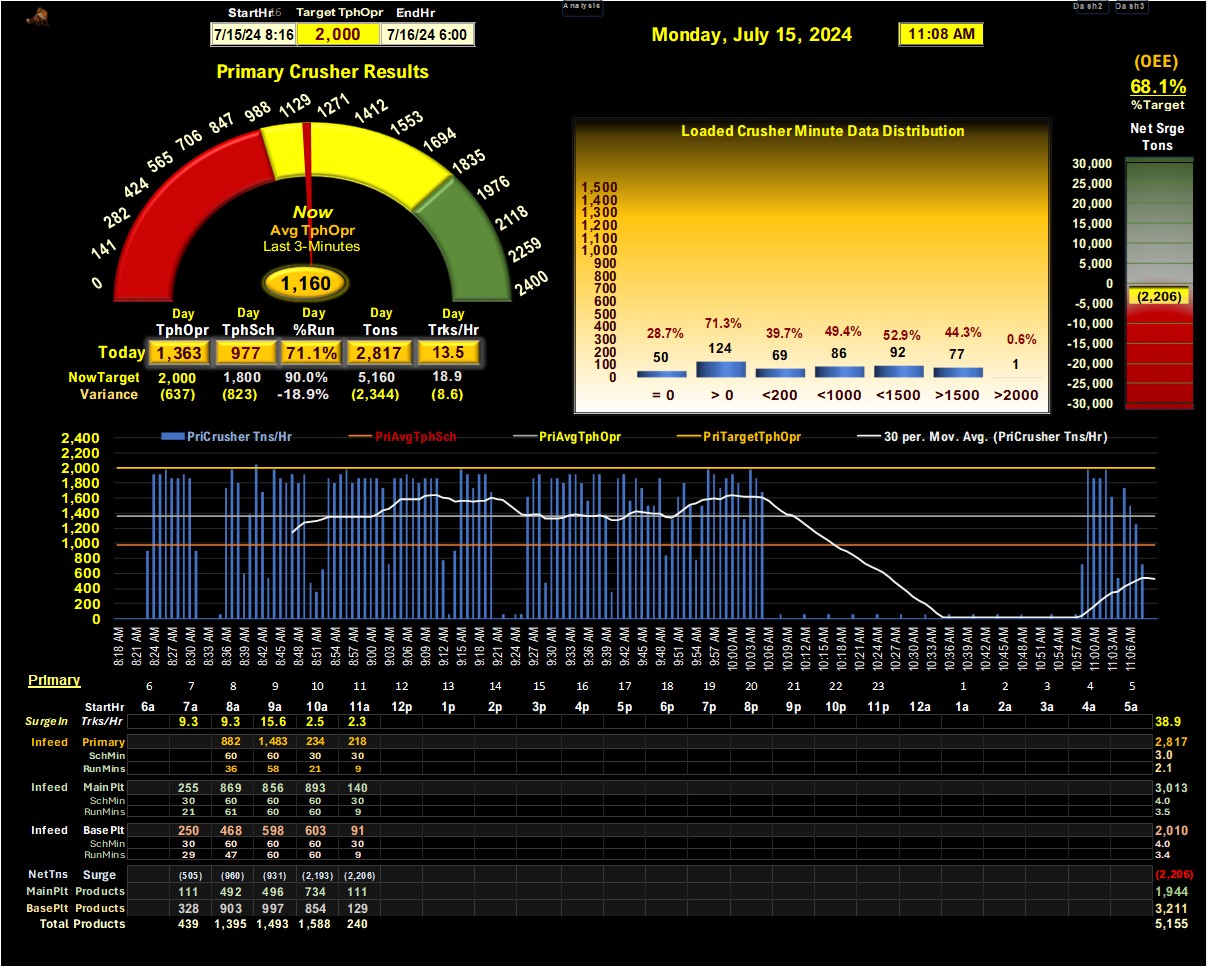 Analysis
Dash2 Dash3
StartHr16 Target TphOpr EndHr
7/15/24 8:16 2,000 7/16/24 6:00
Monday, July 15, 2024 11:08 AM
(OEE)
68.1%
%Target
Net Srge
Tons
Primary Crusher Results
0 141 282 424 565 706 847 988 1129 1271 1412 1553 1694 1835 1976 2118 2259 2400
Now
Avg TphOpr
Last 3-Minutes
1,160
Day Day Day Day Day
TphOpr TphSch %Run Tons Trks/Hr
Today 1,363 977 71.1% 2,817 13.5
NowTarget 2,000 1,800 90.0% 5,160 18.9
Variance (637) (823) -18.9% (2,344) (8.6)
Loaded Crusher Minute Data Distribution
1,500
1,400
1,300
1,200
1,100
1,000
900
800
700
600
500
400
300
200
100
0
28.7% 71.3% 39.7% 49.4% 52.9% 44.3% 0.6%
50 124 69 86 92 77 1
= 0 > 0 <200 <1000 <1500 >1500 >2000
30,000
25,000
20,000
15,000
10,000
5,000
0
(2,206)
-5,000
-10,000
-15,000
-20,000
-25,000
-30,000
PriCrusher Tns/Hr PriAvgTphSch PriAvgTphOpr PriTargetTphOpr 30 per. Mov. Avg. (PriCrusher Tns/Hr)
2,400
2,200
2,000
1,800
1,600
1,400
1,200
1,000
800
600
400
200
0
8:18 AM 8:21 AM 8:24 AM 8:27 AM 8:30 AM 8:33 AM 8:36 AM 8:39 AM 8:42 AM 8:45 AM 8:48 AM 8:51 AM 8:54 AM 8:57 AM 9:00 AM 9:03 AM 9:06 AM 9:09 AM 9:12 AM 9:15 AM 9:18 AM 9:21 AM 9:24 AM 9:27 AM 9:30 AM 9:33 AM 9:36 AM 9:39 AM 9:42 AM 9:45 AM 9:48 AM 9:51 AM 9:54 AM 9:57 AM 10:00 AM 10:03 AM 10:06 AM 10:09 AM 10:12 AM 10:15 AM 10:18 AM 10:21 AM 10:24 AM 10:27 AM 10:30 AM 10:33 AM 10:36 AM 10:39 AM 10:42 AM 10:45 AM 10:48 AM 10:51 AM 10:54 AM 10:57 AM 11:00 AM 11:03 AM 11:06 AM
Primary
6 7 8 9 10 11 12 13 14 15 16 17 18 19 20 21 22 23 1 2 3 4 5
StartHr 6a 7a 8a 9a 10a 11a 12p 1p 2p 3p 4p 5p 6p 7p 8p 9p 10p 11p 12a 1a 2a 3a 4a 5a
Surge In Trks/Hr 9.3 9.3 15.6 2.5 2.3 38.9
Infeed Primary 882 1,483 234 218 2,817
SchMin 60 60 30 30 3.0
RunMins 36 58 21 9 2.1
Infeed Main Plt 255 869 856 893 140 3,013
SchMin 30 60 60 60 30 4.0
RunMins 21 61 60 60 9 3.5
Infeed Base Plt 250 468 598 603 91 2,010
SchMin 30 60 60 60 30 4.0
RunMins 29 47 60 60 9 3.4
NetTns Surge (505) (960) (931) (2,193) (2,206) (2,206)
MainPlt Products 111 492 496 734 111 1,944
BasePlt Products 328 903 997 854 129 3,211
Total Products 439 1,395 1,493 1,588 240 5,155